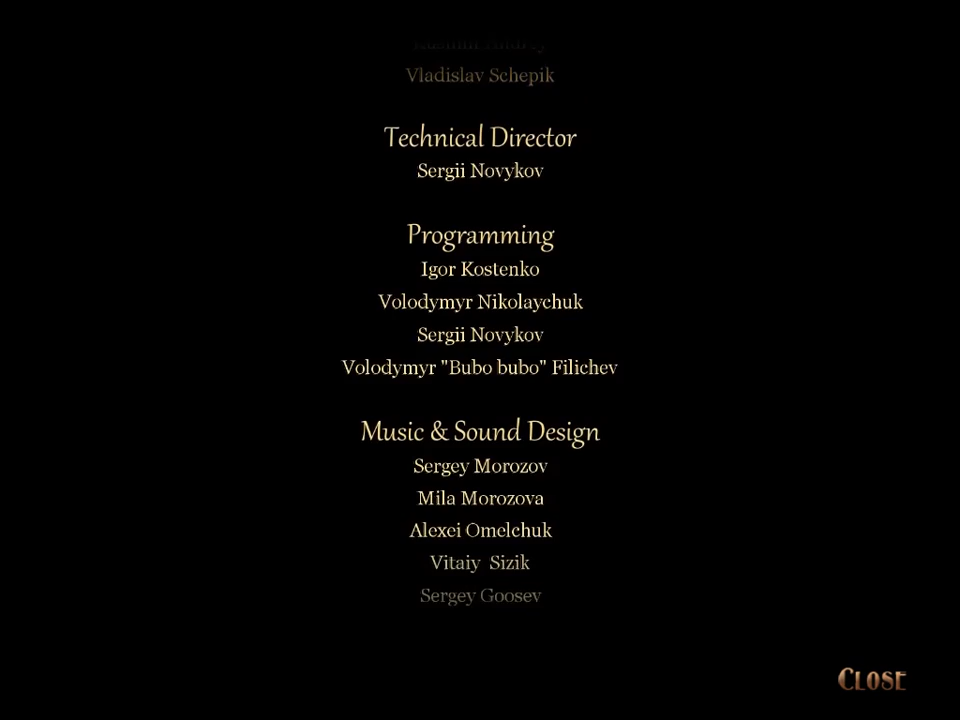 Vladislav Schepik
Technical Director
Sergii Novykov
Programming
Igor Kostenko
Volodymyr Nikolaychuk
Sergii Novykov
Volodymyr "Bubo bubo" Filichev
Music & Sound Design
Sergey Morozov
Mila Morozova
Alexei Omelchuk
Vitaiy Sizik
Sergey Goosev
Close